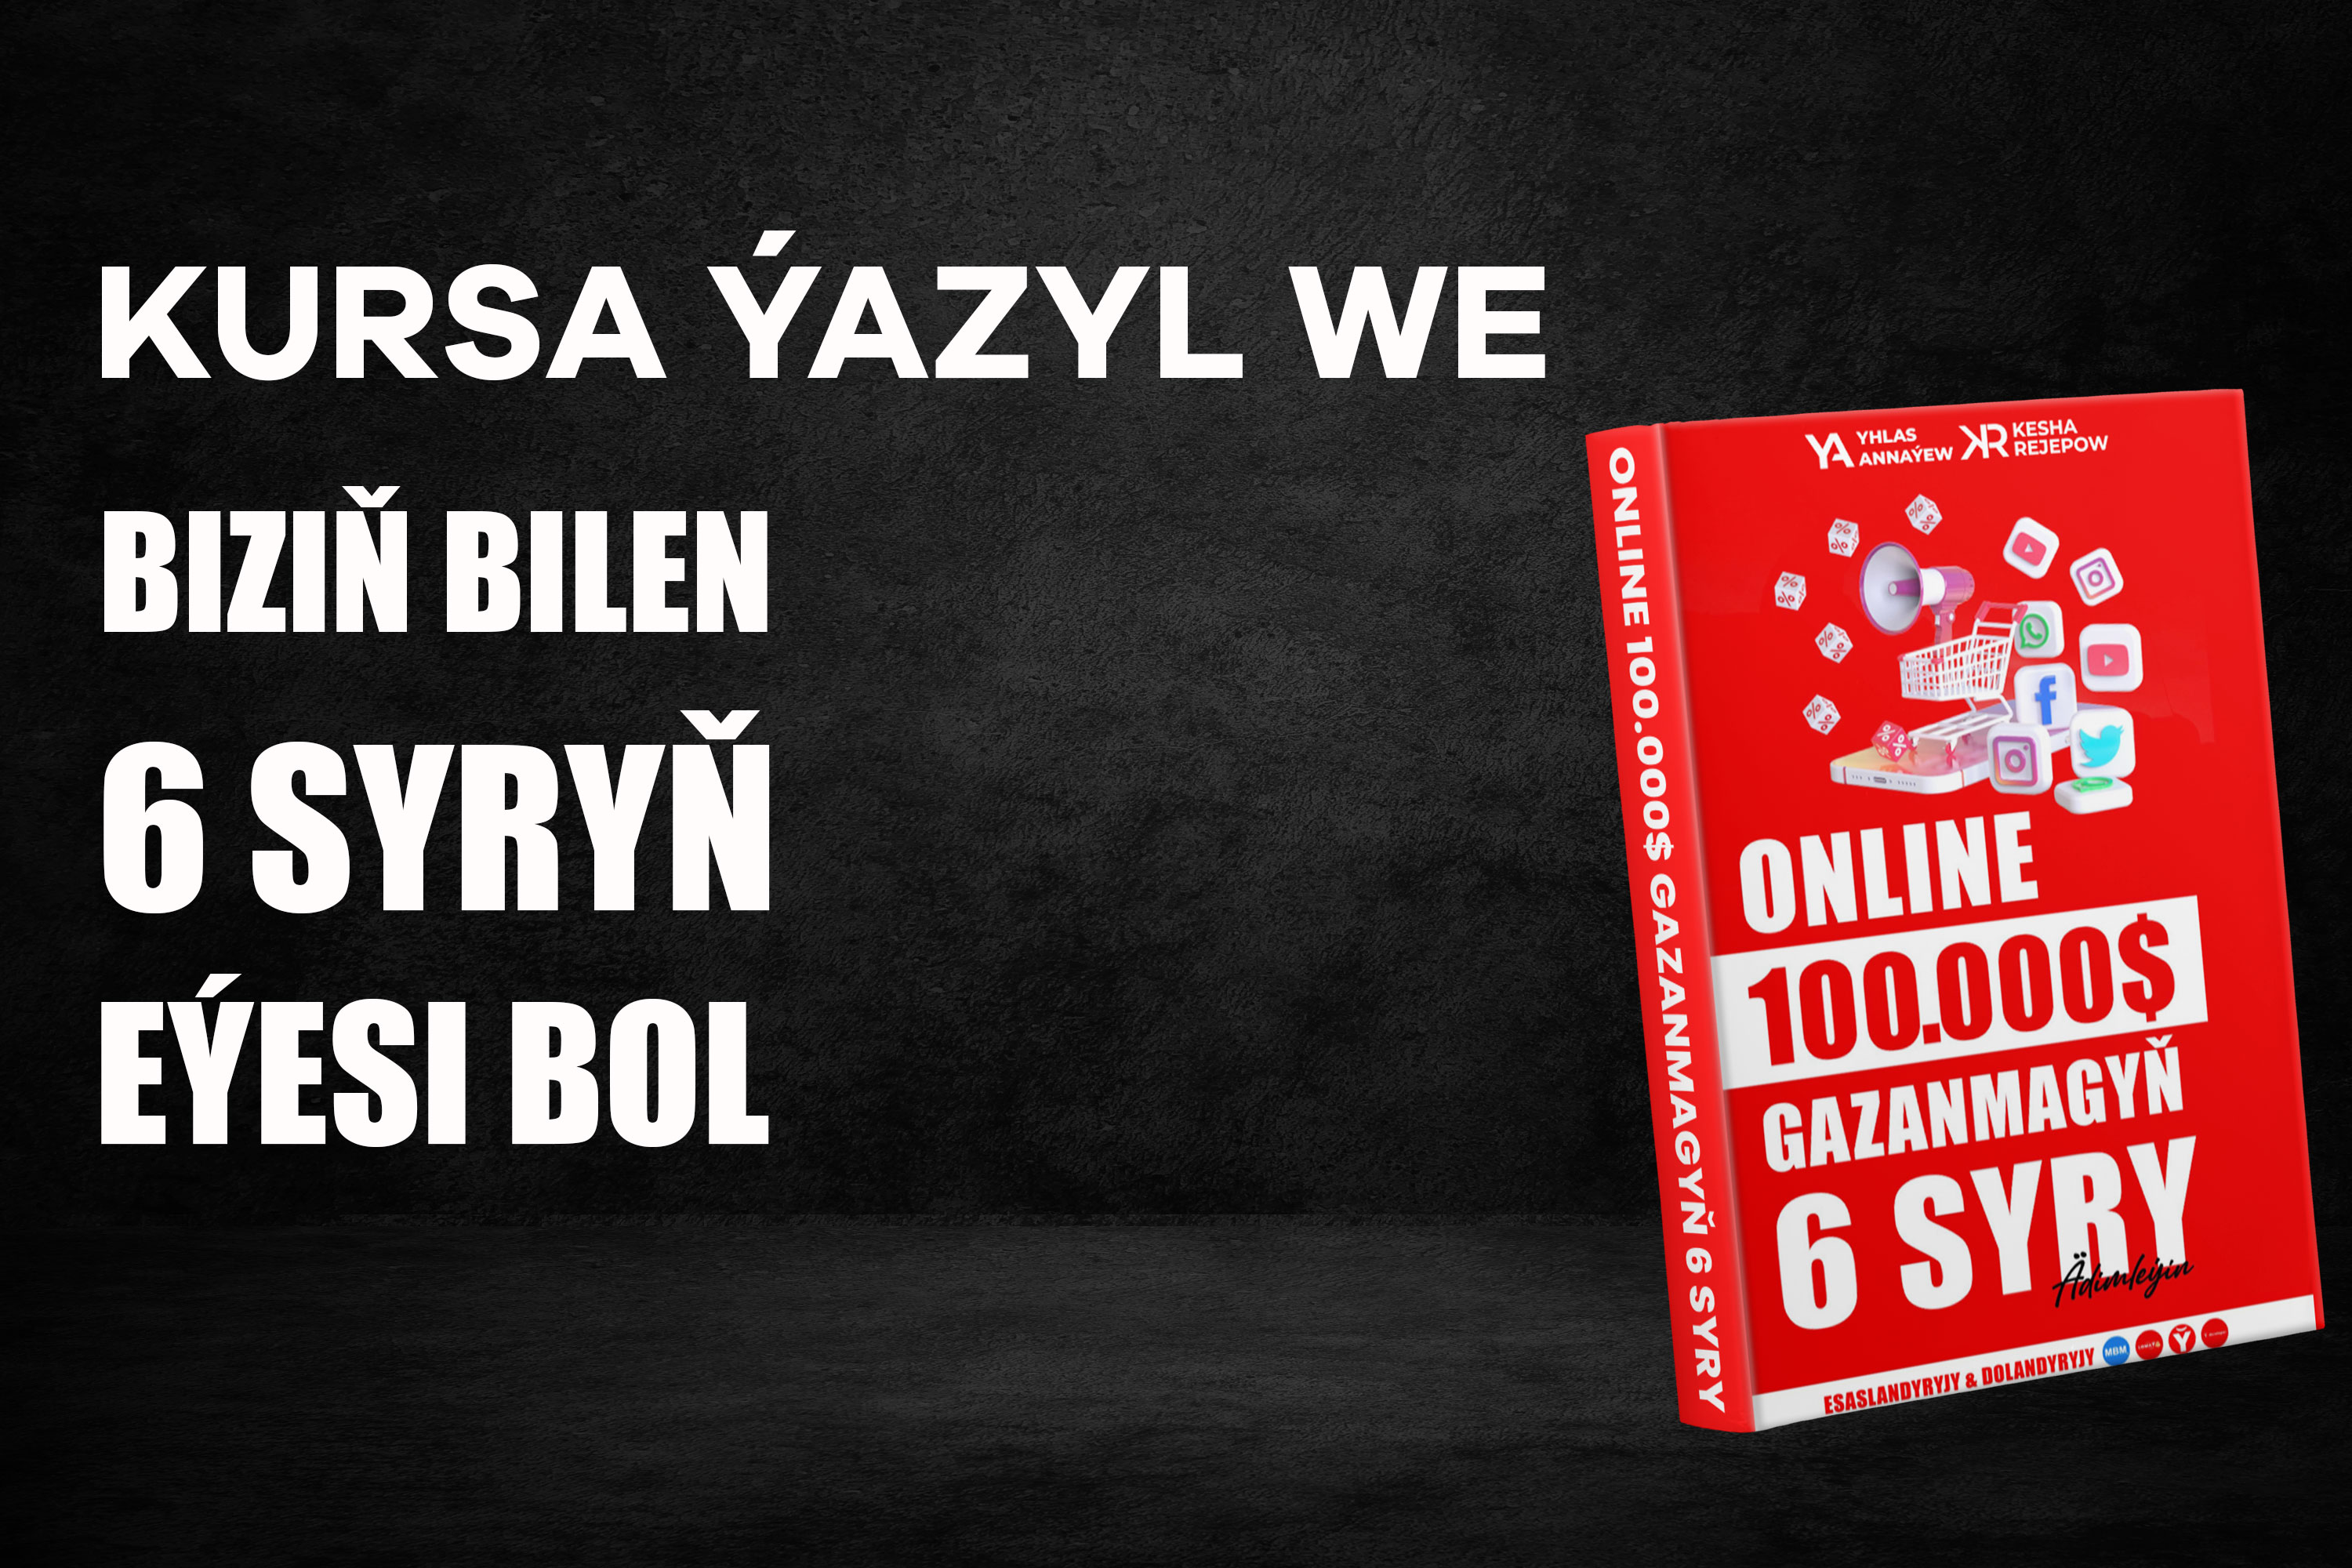 KURSA ÝAZYL WE
BIZIŇ BILEN
6 SYRYŇ
EÝESI BOL
ONLINE 100.000$ GAZANMAGYŇ 6 SYRY
YA YHLAS ANNAÝEW
KR KESHA REJEPOW
ONLINE
100.000$
GAZANMAGYŇ
6 SYRY
Ädimleýin
ESASLANDYRYJY & DOLANDYRYJY MBM